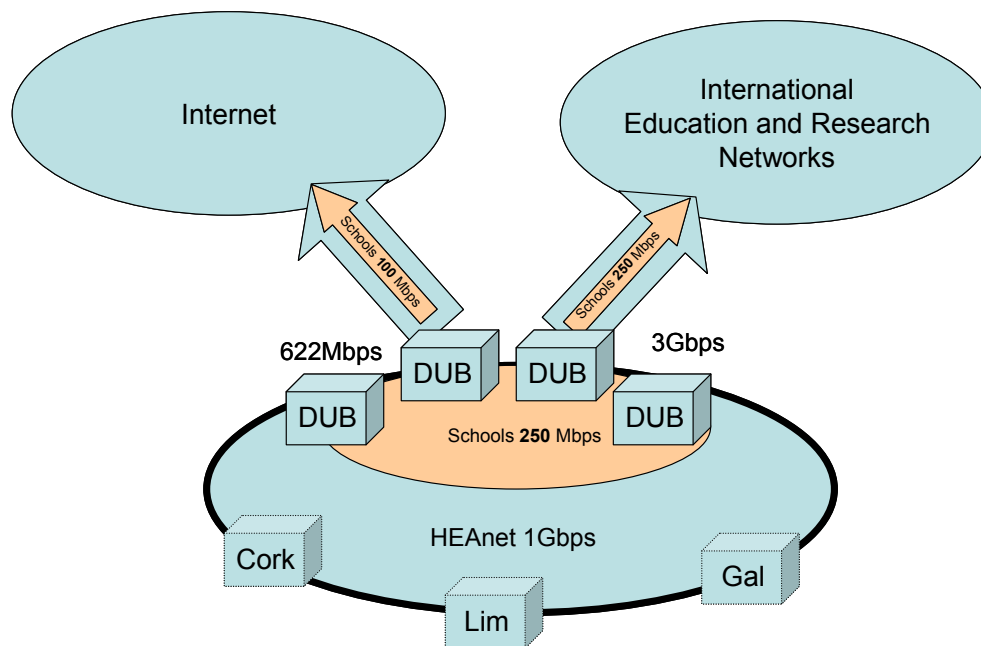 Internet
International
Education and Research
Networks
Schools 100 Mbps
Schools 250 Mbps
622Mbps
3Gbps
DUB
DUB
DUB
DUB
Schools 250 Mbps
HEAnet 1Gbps
Cork
Gal
Lim